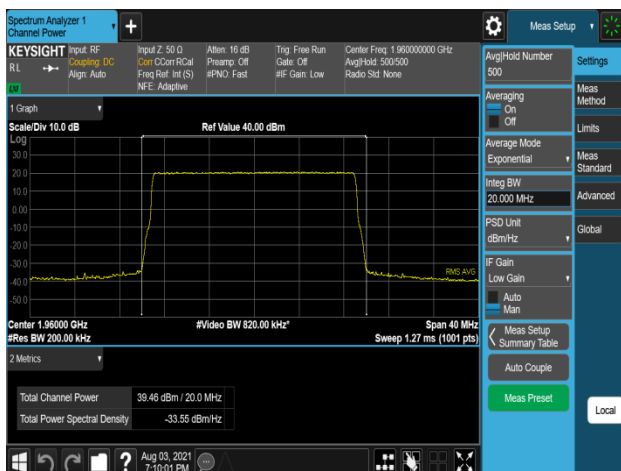 Spectrum Analyzer 1
Channel Power
+
Meas Setup
KEYSIGHT
RL
LW
Input: RF
Coupling: DC
Align: Auto
Input Z: 50 Ω
Corr CCorr RCal
Freq Ref: Int (S)
NFE: Adaptive
Atten: 16 dB
Preamp: Off
#PNO: Fast
Trig: Free Run
Gate: Off
#IF Gain: Low
Center Freq: 1.960000000 GHz
Avg|Hold: 500/500
Radio Std: None
1 Graph
Scale/Div 10.0 dB
Ref Value 40.00 dBm
Log
30.0
20.0
10.0
0.00
-10.0
-20.0
-30.0
-40.0
-50.0
RMS AVG
Center 1.96000 GHz
#Video BW 820.00 kHz*
Span 40 MHz
#Res BW 200.00 kHz
Sweep 1.27 ms (1001 pts)
2 Metrics
Total Channel Power 39.46 dBm / 20.0 MHz
Total Power Spectral Density -33.55 dBm/Hz
Aug 03, 2021
7:10:01 PM
?
Avg|Hold Number
500
Averaging
On
Off
Average Mode
Exponential
Integ BW
20.000 MHz
PSD Unit
dBm/Hz
IF Gain
Low Gain
Auto
Man
Meas Setup
Summary Table
Auto Couple
Meas Preset
Settings
Meas
Method
Limits
Meas
Standard
Advanced
Global
Local